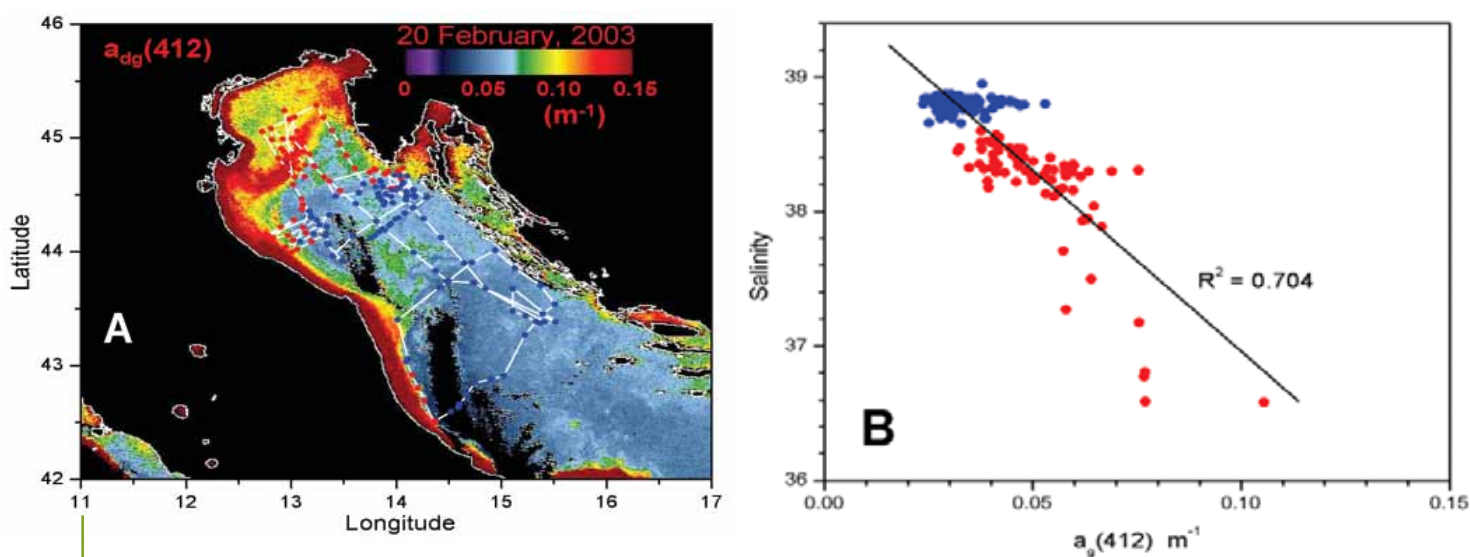 46
45
44
43
42
Latitude
a_dg(412)
20 February, 2003
0 0.05 0.10 0.15
(m⁻¹)
A
11 12 13 14 15 16 17
Longitude
39
38
37
36
Salinity
R² = 0.704
B
0.00 0.05 0.10 0.15
a_g(412) m⁻¹